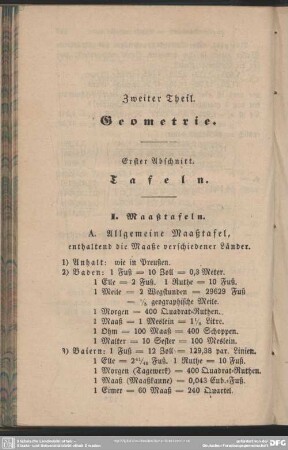 Zweiter Theil.
Geometrie.
Erster Abschnitt.
Tafeln.
I. Maaßtafeln.
A. Allgemeine Maaßtafel,
enthaltend die Maaße verschiedener Länder.
1) Anhalt: wie in Preußen.
2) Baden: 1 Fuß = 10 Zoll = 0,3 Meter.
1 Elle = 2 Fuß. 1 Ruthe = 10 Fuß.
1 Meile = 2 Wegstunden = 29629 Fuß
geographische Meile.
1 Morgen = 400 Quadrat-Ruthen.
1 Maaß = 1 Meslein = 1½ Litre.
1 Ohm = 100 Maaß = 400 Schoppen.
1 Malter = 10 Sester = 100 Meslein.
3) Baiern: 1 Fuß = 12 Zoll = 129,38 par. Linien.
1 Elle = 1 Ruthe = 10 Fuß.
1 Morgen (Tagewerk) = 400 Quadrat-Ruthen.
1 Maaß (Maaßkanne) = 0,043 Cub.-Fuß.
1 Eimer = 60 Maaß = 240 Quartel.